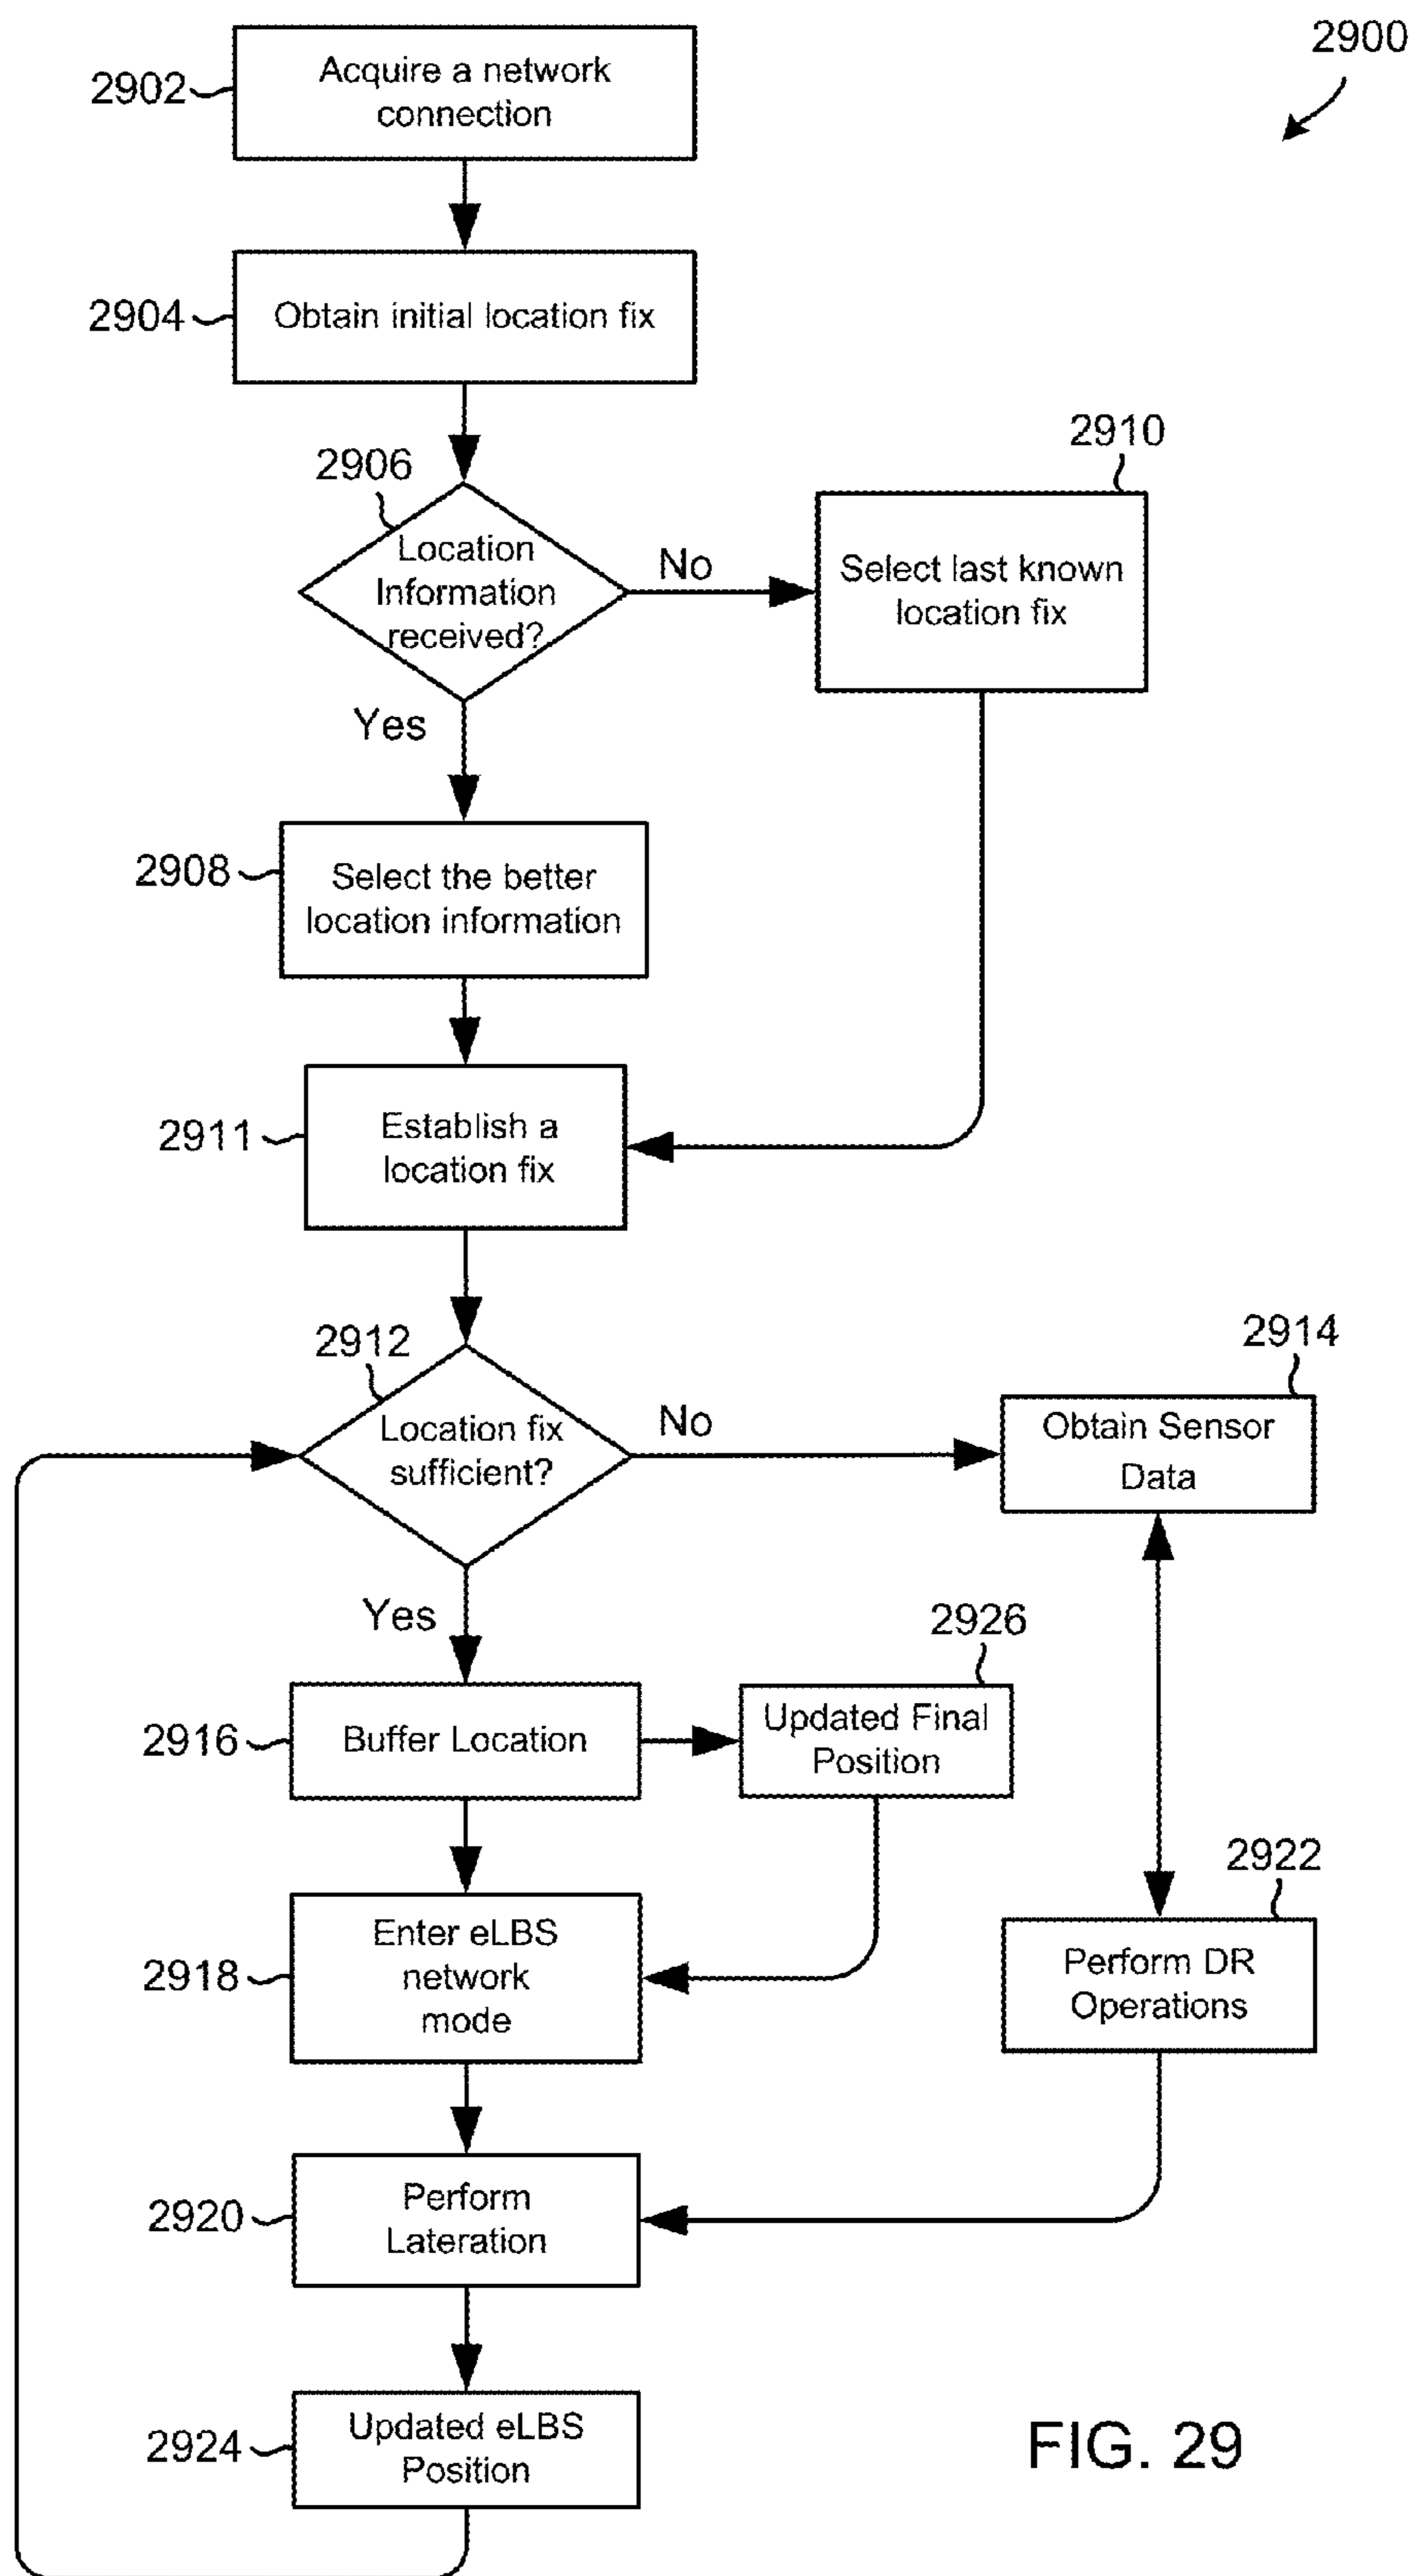 2900
2902
Acquire a network
connection
2904
Obtain initial location fix
2906
Location
Information
received?
No
2910
Select last known
location fix
Yes
2908
Select the better
location information
2911
Establish a
location fix
2912
Location fix
sufficient?
No
2914
Obtain Sensor
Data
Yes
2916
Buffer Location
2926
Updated Final
Position
2918
Enter eLBS
network
mode
2922
Perform DR
Operations
2920
Perform
Lateration
2924
Updated eLBS
Position
FIG. 29